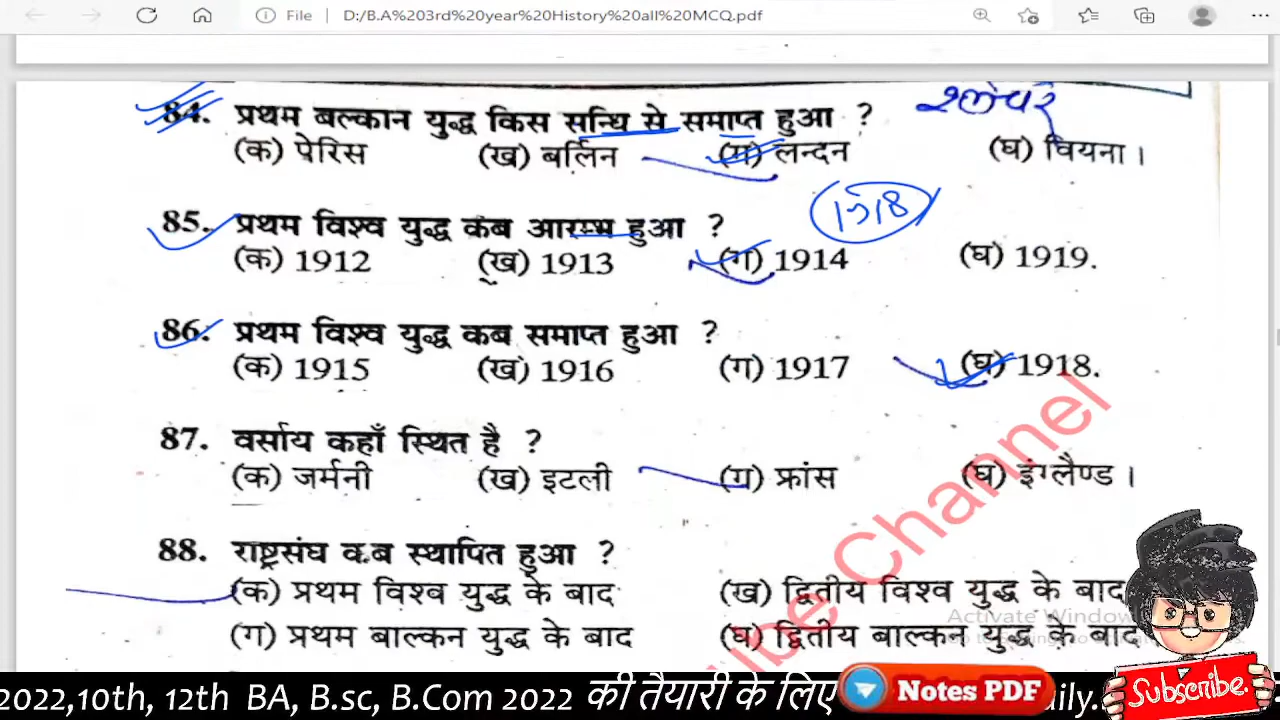 File D:/B.A%203rd%20year%20History%20all%20MCQ.pdf
84. प्रथम बल्कान युद्ध किस सन्धि से समाप्त हुआ ?
(क) पेरिस (ख) बर्लिन (ग) लन्दन (घ) वियना।
1918
85. प्रथम विश्व युद्ध कब आरम्भ हुआ ?
(क) 1912 (ख) 1913 (ग) 1914 (घ) 1919.
86. प्रथम विश्व युद्ध कब समाप्त हुआ ?
(क) 1915 (ख) 1916 (ग) 1917 (घ) 1918.
87. वर्साय कहाँ स्थित है ?
(क) जर्मनी (ख) इटली (ग) फ्रांस (घ) इंग्लैण्ड।
88. राष्ट्रसंघ कब स्थापित हुआ ?
(क) प्रथम विश्व युद्ध के बाद (ख) द्वितीय विश्व युद्ध के बाद
(ग) प्रथम बाल्कन युद्ध के बाद (घ) द्वितीय बाल्कन युद्ध के बाद
Channel
Activate Window
2022,10th, 12th BA, B.sc, B.Com 2022 की तैयारी के लिए
Notes PDF
Subscribe.